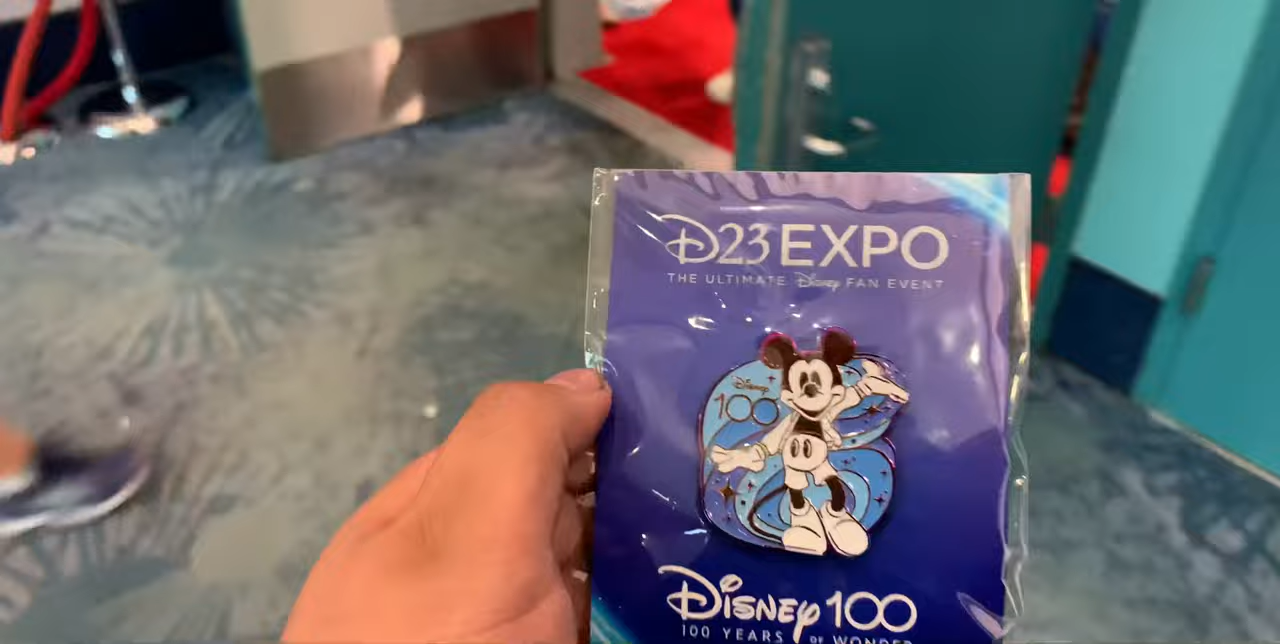 D23 EXPO
THE ULTIMATE Disney FAN EVENT
Disney
100
Disney 100
100 YEARS OF WONDER